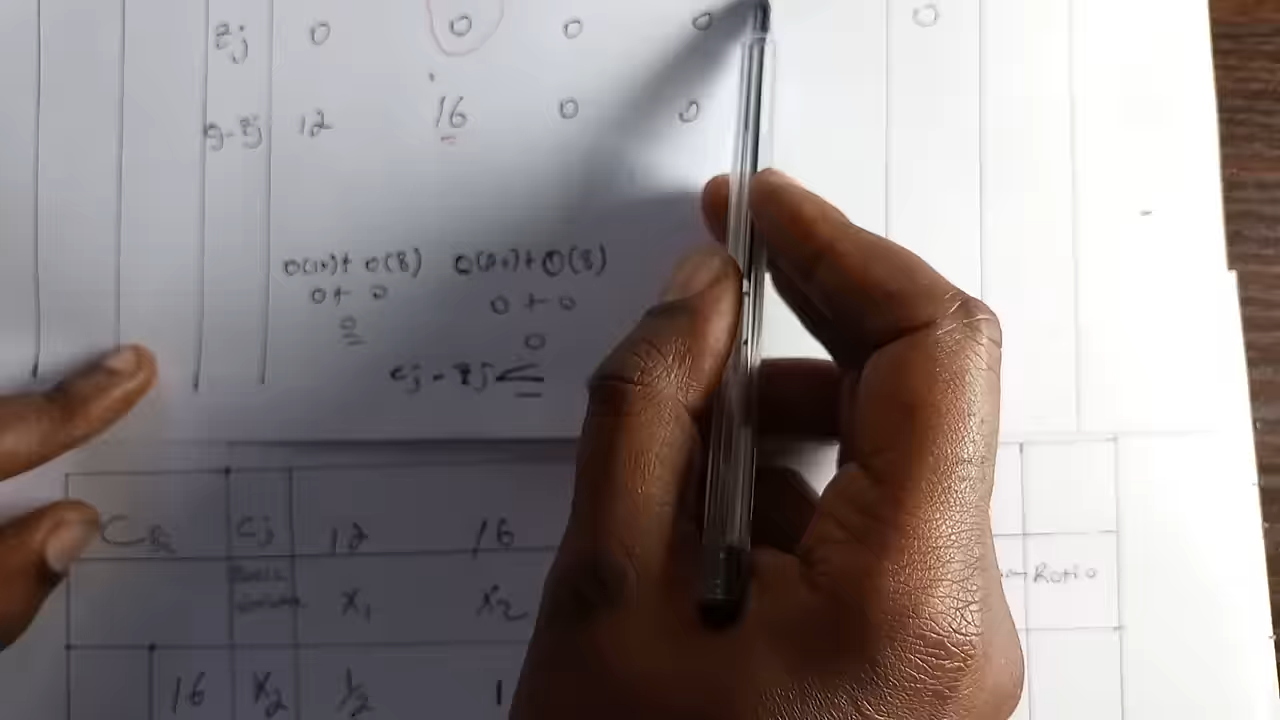 Zj 0 0 0 0 0
Cj-Zj 12 16 0 0
0(10)+ 0(8) 0(20)+0(8)
0+ 0 0 + 0
0 0
Cj - Zj ≤
CB Cj 12 16
X1 X2 Ratio
16 X2 1/2 1